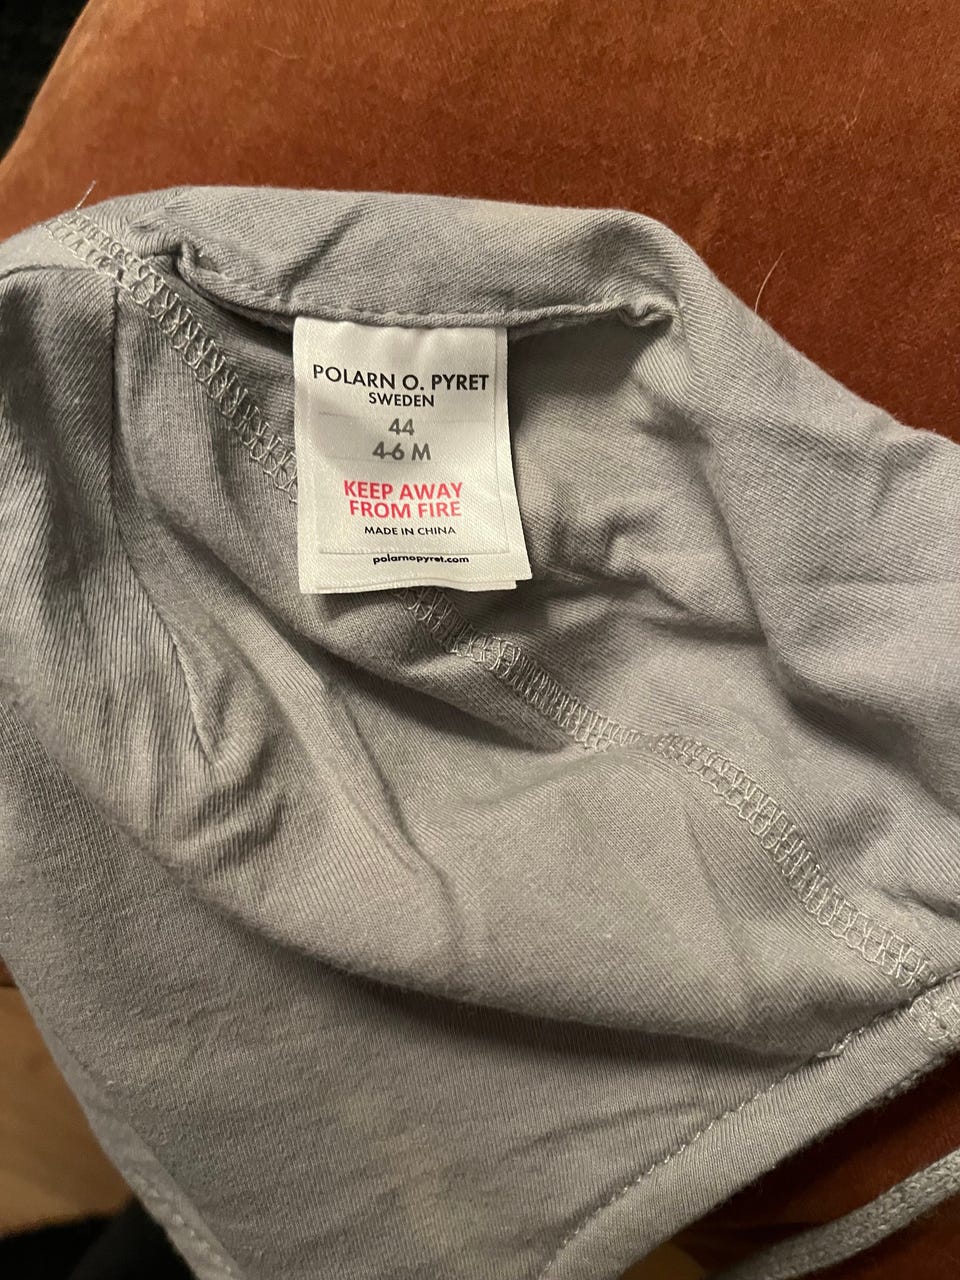 POLARN O. PYRET
SWEDEN
44
4-6 M
KEEP AWAY
FROM FIRE
MADE IN CHINA
polarnopyret.com